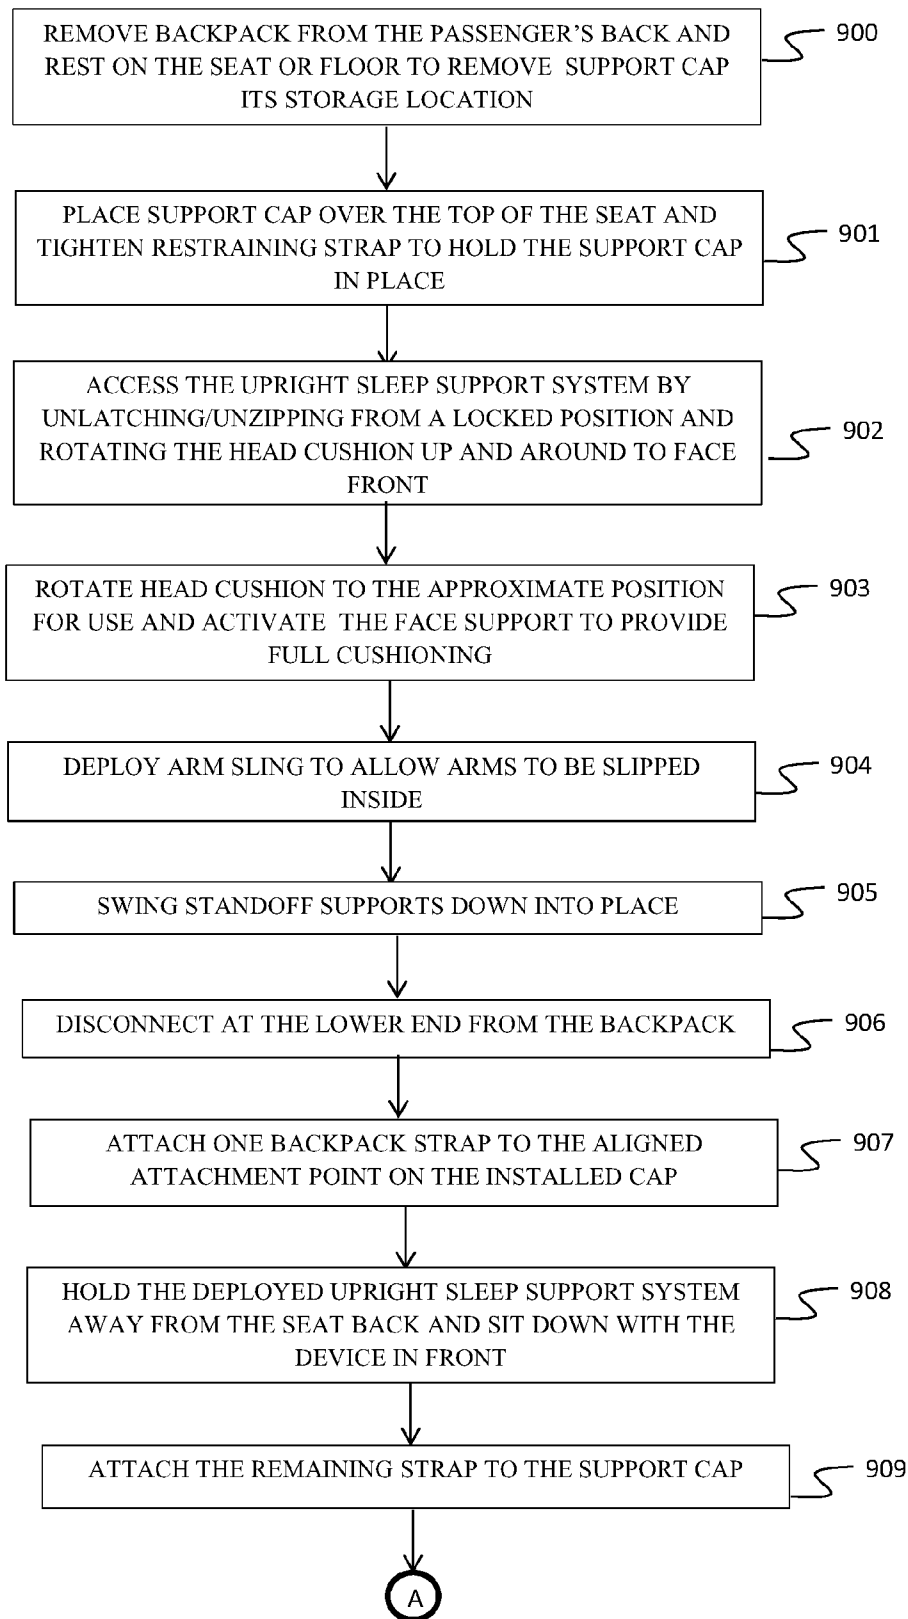 REMOVE BACKPACK FROM THE PASSENGER'S BACK AND
REST ON THE SEAT OR FLOOR TO REMOVE SUPPORT CAP
ITS STORAGE LOCATION
900
PLACE SUPPORT CAP OVER THE TOP OF THE SEAT AND
TIGHTEN RESTRAINING STRAP TO HOLD THE SUPPORT CAP
IN PLACE
901
ACCESS THE UPRIGHT SLEEP SUPPORT SYSTEM BY
UNLATCHING/UNZIPPING FROM A LOCKED POSITION AND
ROTATING THE HEAD CUSHION UP AND AROUND TO FACE
FRONT
902
ROTATE HEAD CUSHION TO THE APPROXIMATE POSITION
FOR USE AND ACTIVATE THE FACE SUPPORT TO PROVIDE
FULL CUSHIONING
903
DEPLOY ARM SLING TO ALLOW ARMS TO BE SLIPPED
INSIDE
904
SWING STANDOFF SUPPORTS DOWN INTO PLACE
905
DISCONNECT AT THE LOWER END FROM THE BACKPACK
906
ATTACH ONE BACKPACK STRAP TO THE ALIGNED
ATTACHMENT POINT ON THE INSTALLED CAP
907
HOLD THE DEPLOYED UPRIGHT SLEEP SUPPORT SYSTEM
AWAY FROM THE SEAT BACK AND SIT DOWN WITH THE
DEVICE IN FRONT
908
ATTACH THE REMAINING STRAP TO THE SUPPORT CAP
909
A